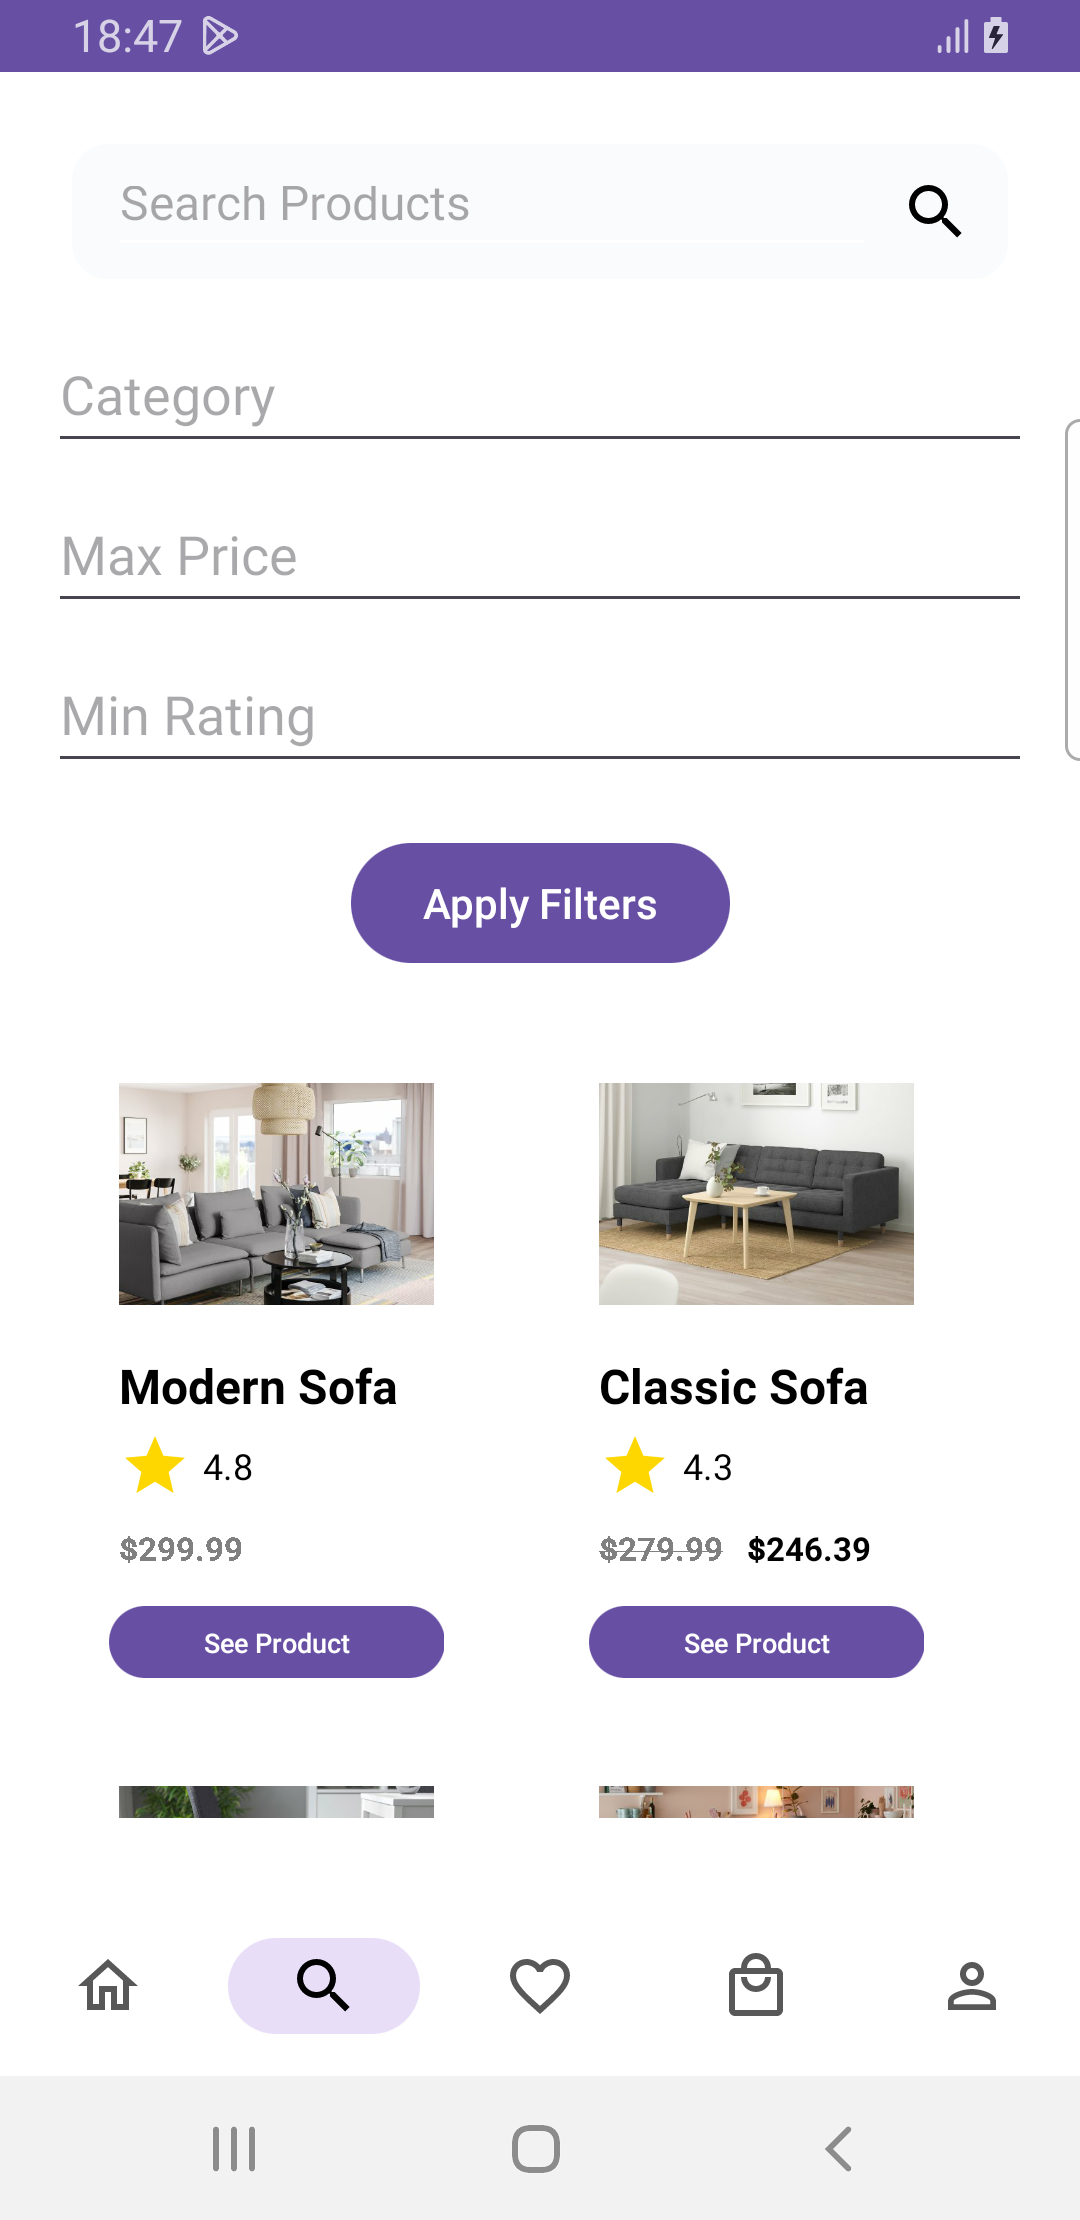 18:47
Search Products
Category
Max Price
Min Rating
Apply Filters
Modern Sofa
Classic Sofa
4.8
4.3
$299.99
$279.99 $246.39
See Product
See Product